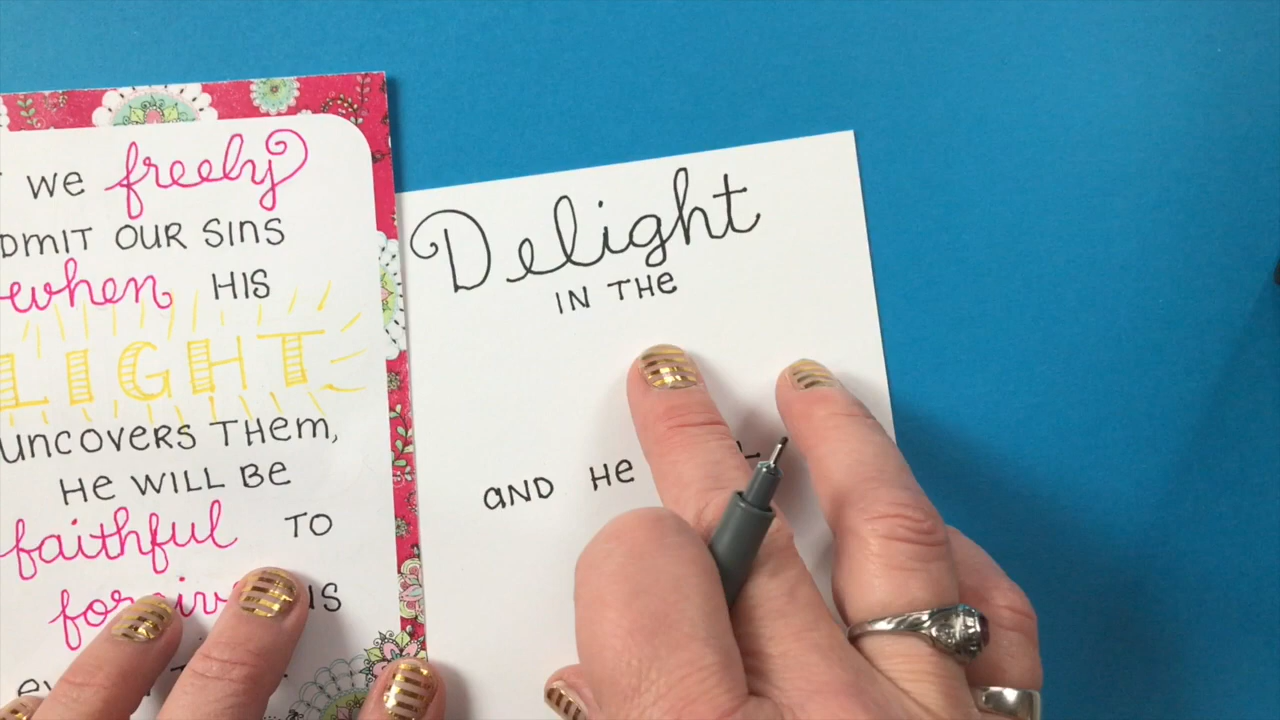 we freely
OUR SINS
when HIS
LIGHT
UNCOVERS THEM,
HE WILL BE
faithful TO
Delight
IN THE
AND HE